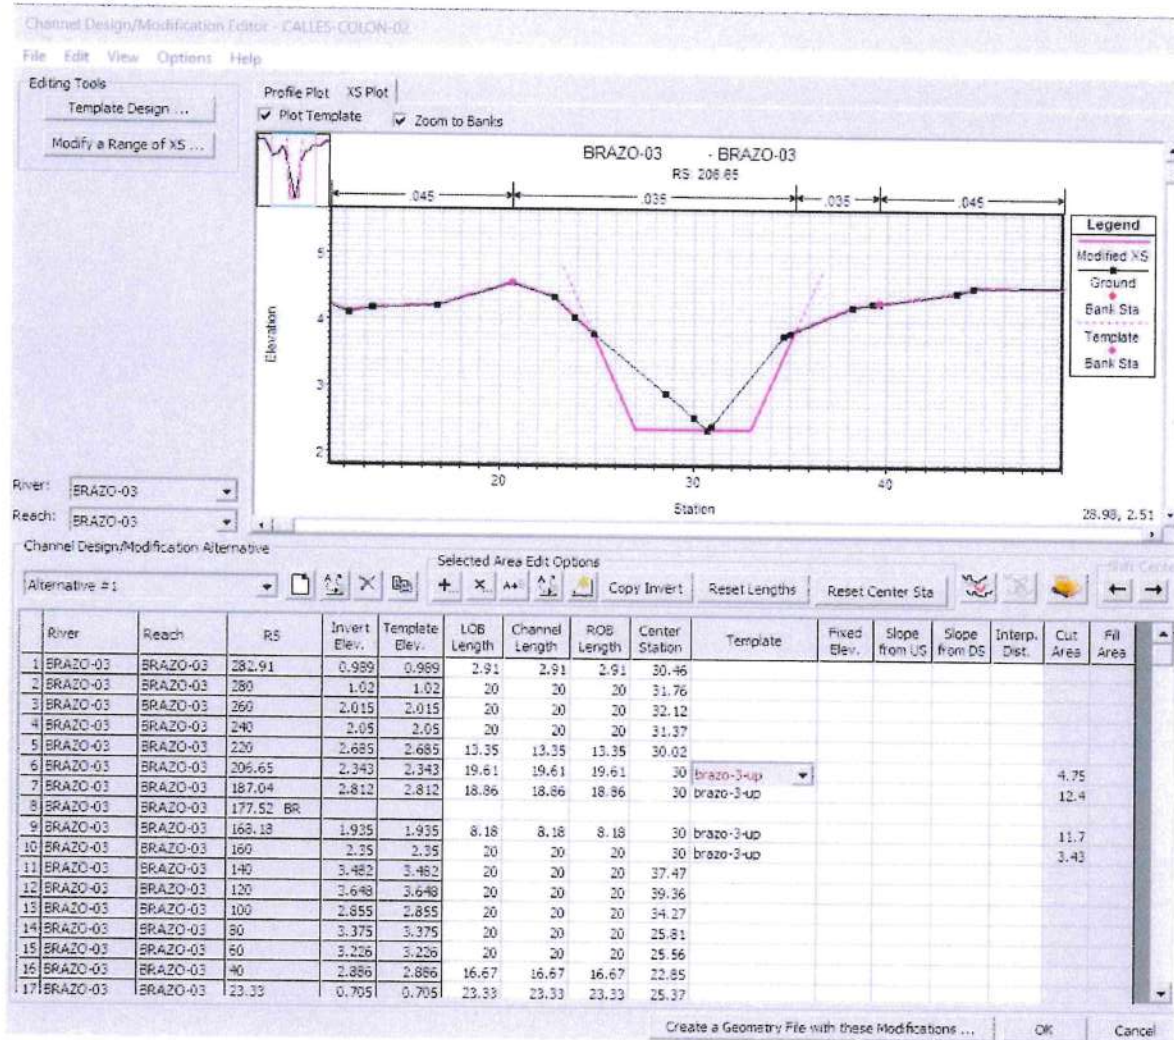 Channel Design/Modification Editor - CALLES-COLON-02
File Edit View Options Help
Editing Tools
Template Design ...
Modify a Range of XS ...
Profile Plot XS Plot
Plot Template Zoom to Banks
BRAZO-03 - BRAZO-03
RS: 206.65
.045 .035 .035 .045
Elevation
5
4
3
2
20 30 40
Station
28.98, 2.51
Legend
Modified XS
Ground
Bank Sta
Template
Bank Sta
River: BRAZO-03
Reach: BRAZO-03
Channel Design/Modification Alternative
Alternative #1
Selected Area Edit Options
Copy Invert Reset Lengths Reset Center Sta
Shift Center
River Reach RS Invert Elev. Template Elev. LOB Length Channel Length ROB Length Center Station Template Fixed Elev. Slope from US Slope from DS Interp. Dist. Cut Area Fill Area
1 BRAZO-03 BRAZO-03 282.91 0.989 0.989 2.91 2.91 2.91 30.46
2 BRAZO-03 BRAZO-03 280 1.02 1.02 20 20 20 31.76
3 BRAZO-03 BRAZO-03 260 2.015 2.015 20 20 20 32.12
4 BRAZO-03 BRAZO-03 240 2.05 2.05 20 20 20 31.37
5 BRAZO-03 BRAZO-03 220 2.685 2.685 13.35 13.35 13.35 30.02
6 BRAZO-03 BRAZO-03 206.65 2.343 2.343 19.61 19.61 19.61 30 brazo-3-up 4.75
7 BRAZO-03 BRAZO-03 187.04 2.812 2.812 18.86 18.86 18.86 30 brazo-3-up 12.4
8 BRAZO-03 BRAZO-03 177.52 BR
9 BRAZO-03 BRAZO-03 168.18 1.935 1.935 8.18 8.18 8.18 30 brazo-3-up 11.7
10 BRAZO-03 BRAZO-03 160 2.35 2.35 20 20 20 30 brazo-3-up 3.43
11 BRAZO-03 BRAZO-03 140 3.482 3.482 20 20 20 37.47
12 BRAZO-03 BRAZO-03 120 3.648 3.648 20 20 20 39.36
13 BRAZO-03 BRAZO-03 100 2.855 2.855 20 20 20 34.27
14 BRAZO-03 BRAZO-03 80 3.375 3.375 20 20 20 25.81
15 BRAZO-03 BRAZO-03 60 3.226 3.226 20 20 20 25.56
16 BRAZO-03 BRAZO-03 40 2.886 2.886 16.67 16.67 16.67 22.85
17 BRAZO-03 BRAZO-03 23.33 0.705 0.705 23.33 23.33 23.33 25.37
Create a Geometry File with these Modifications ... OK Cancel